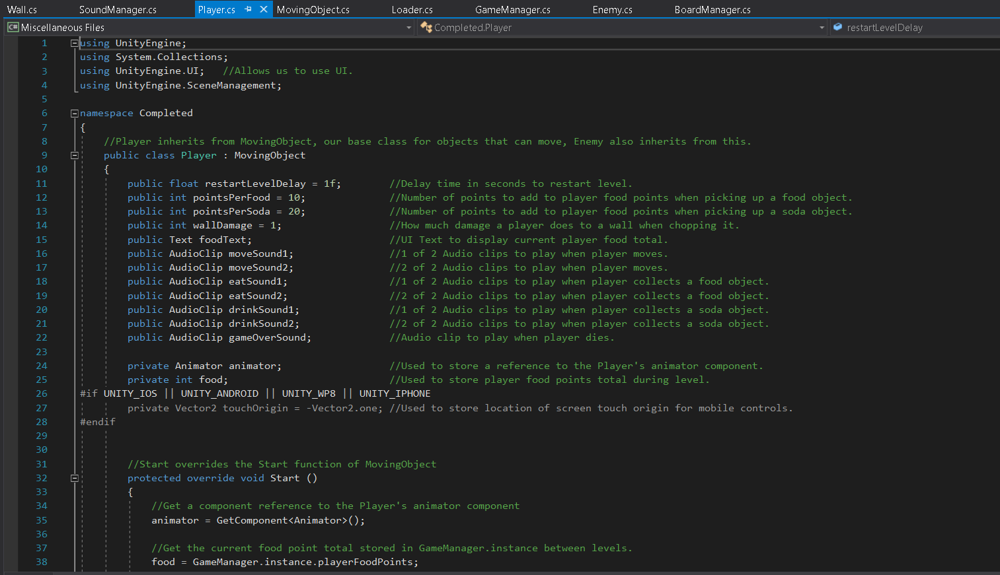 Wall.cs SoundManager.cs Player.cs MovingObject.cs Loader.cs GameManager.cs Enemy.cs BoardManager.cs
C# Miscellaneous Files Completed.Player restartLevelDelay
1 using UnityEngine;
2 using System.Collections;
3 using UnityEngine.UI; //Allows us to use UI.
4 using UnityEngine.SceneManagement;
5
6 namespace Completed
7 {
8 //Player inherits from MovingObject, our base class for objects that can move, Enemy also inherits from this.
9 public class Player : MovingObject
10 {
11 public float restartLevelDelay = 1f; //Delay time in seconds to restart level.
12 public int pointsPerFood = 10; //Number of points to add to player food points when picking up a food object.
13 public int pointsPerSoda = 20; //Number of points to add to player food points when picking up a soda object.
14 public int wallDamage = 1; //How much damage a player does to a wall when chopping it.
15 public Text foodText; //UI Text to display current player food total.
16 public AudioClip moveSound1; //1 of 2 Audio clips to play when player moves.
17 public AudioClip moveSound2; //2 of 2 Audio clips to play when player moves.
18 public AudioClip eatSound1; //1 of 2 Audio clips to play when player collects a food object.
19 public AudioClip eatSound2; //2 of 2 Audio clips to play when player collects a food object.
20 public AudioClip drinkSound1; //1 of 2 Audio clips to play when player collects a soda object.
21 public AudioClip drinkSound2; //2 of 2 Audio clips to play when player collects a soda object.
22 public AudioClip gameOverSound; //Audio clip to play when player dies.
23
24 private Animator animator; //Used to store a reference to the Player's animator component.
25 private int food; //Used to store player food points total during level.
26 #if UNITY_IOS || UNITY_ANDROID || UNITY_WP8 || UNITY_IPHONE
27 private Vector2 touchOrigin = -Vector2.one; //Used to store location of screen touch origin for mobile controls.
28 #endif
29
30
31 //Start overrides the Start function of MovingObject
32 protected override void Start ()
33 {
34 //Get a component reference to the Player's animator component
35 animator = GetComponent<Animator>();
36
37 //Get the current food point total stored in GameManager.instance between levels.
38 food = GameManager.instance.playerFoodPoints;